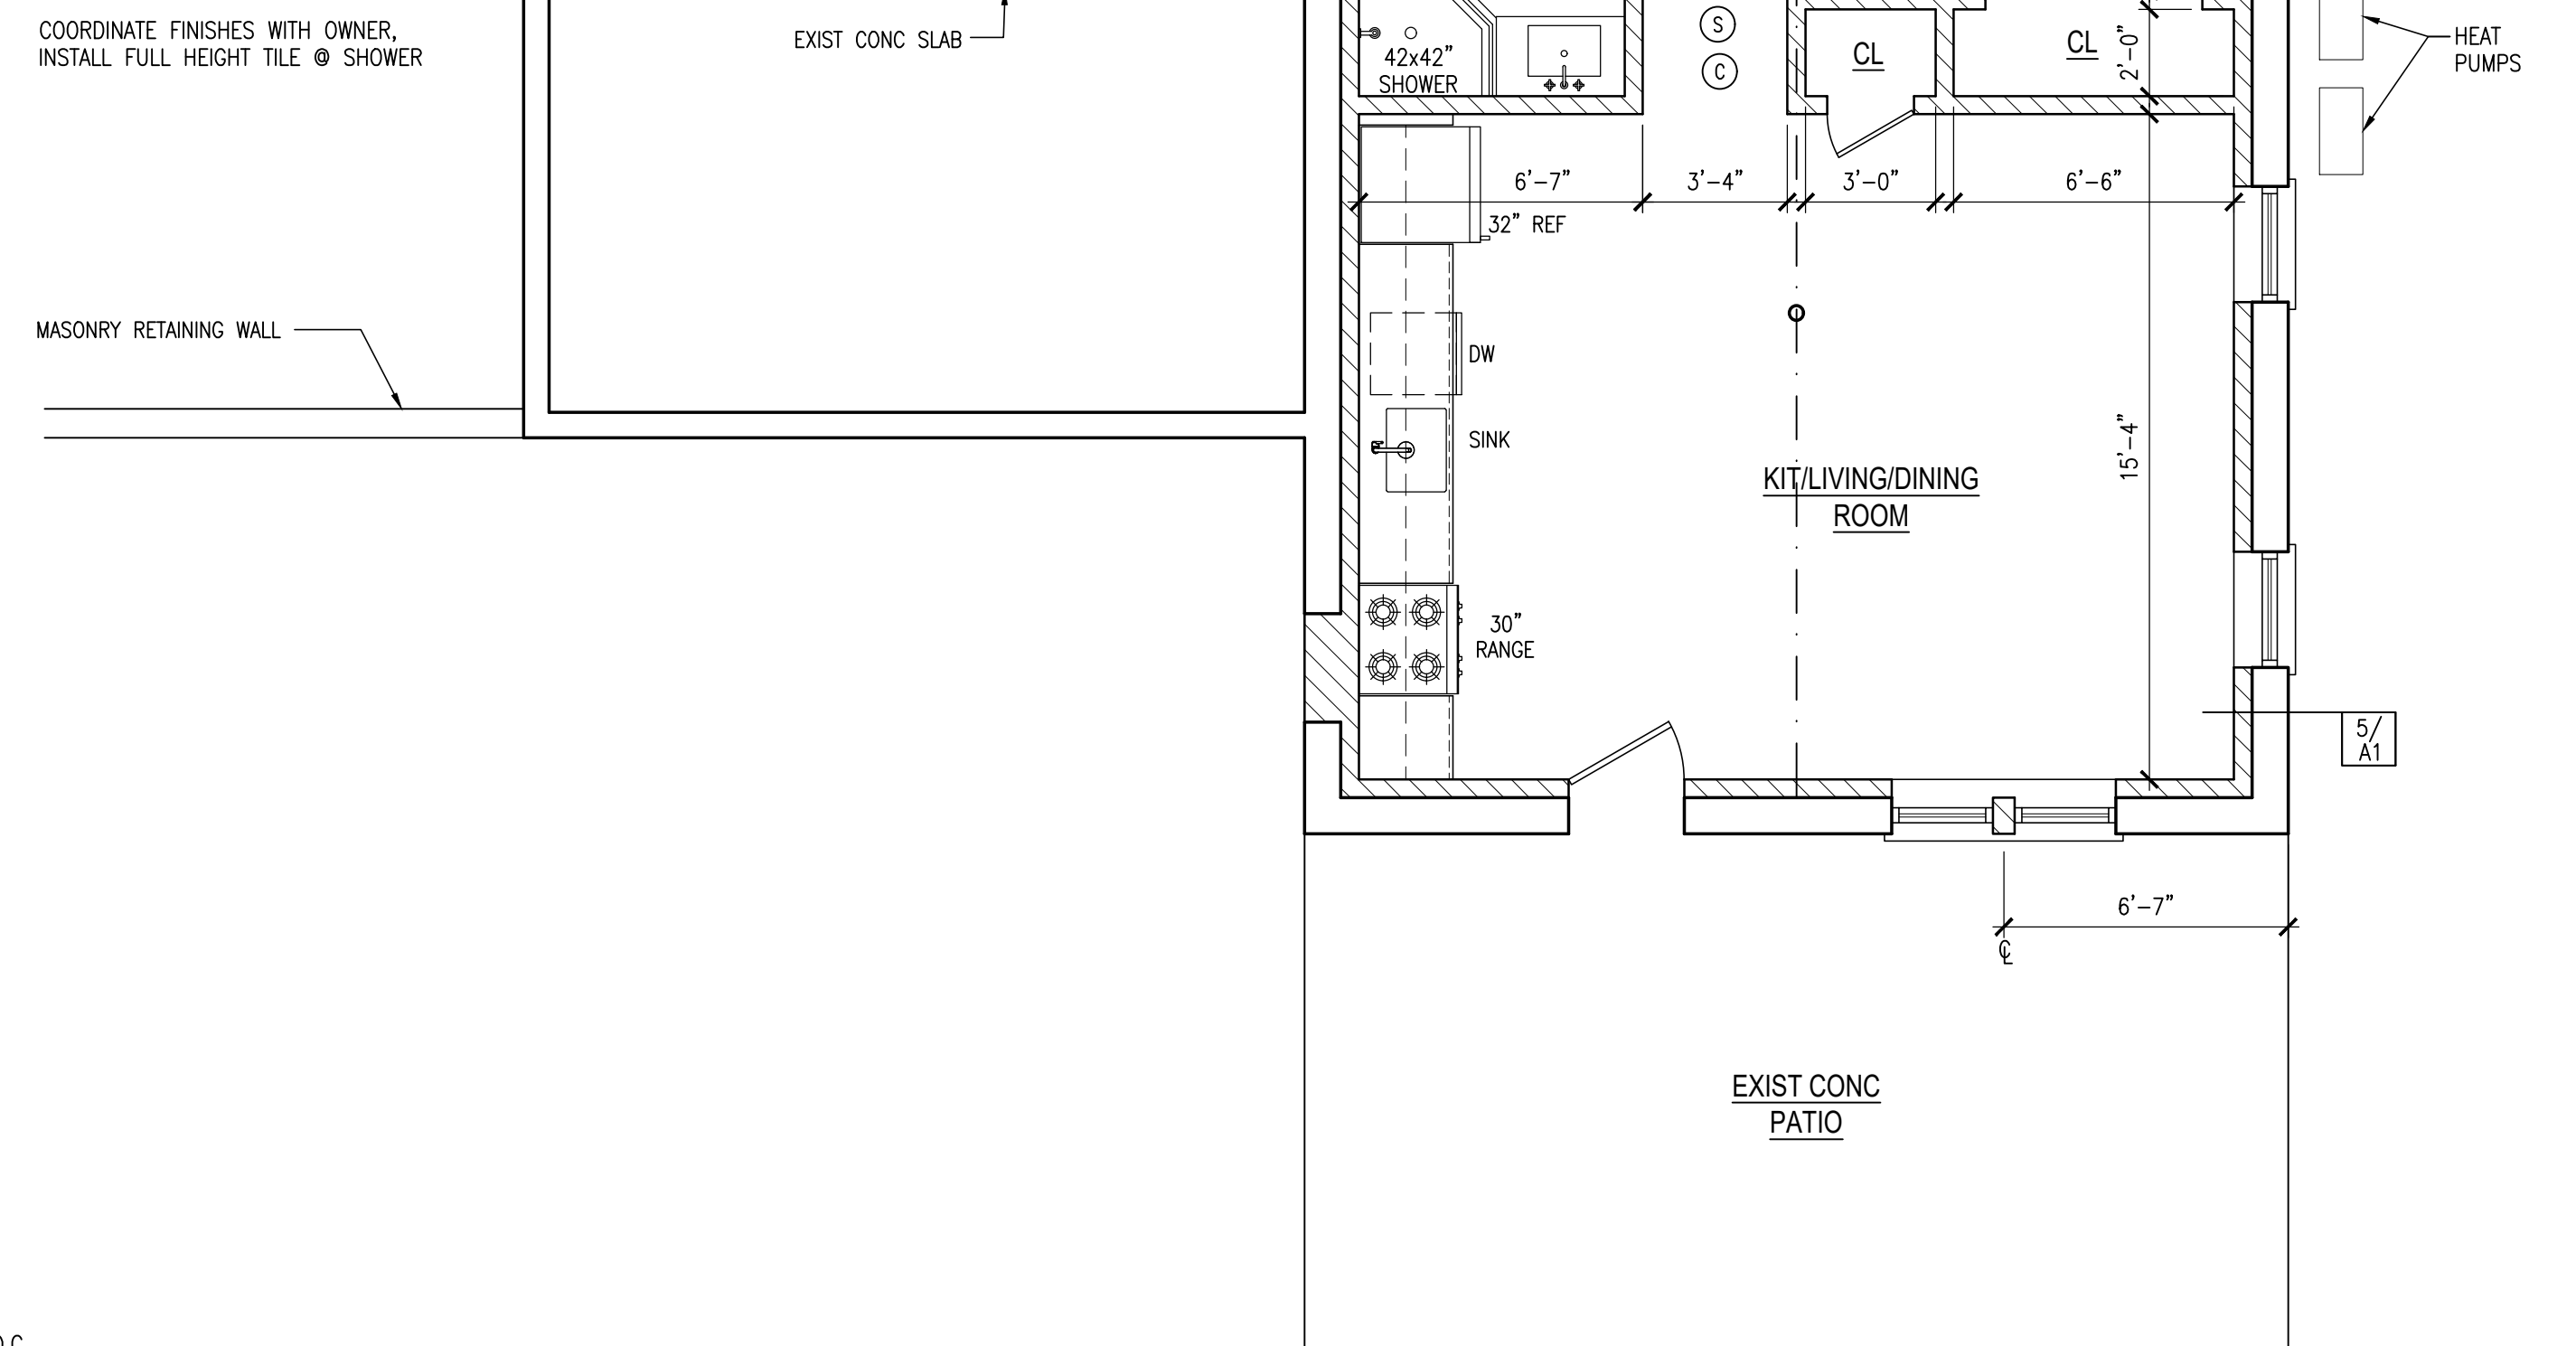 COORDINATE FINISHES WITH OWNER,
INSTALL FULL HEIGHT TILE @ SHOWER
EXIST CONC SLAB
42x42"
SHOWER
S
C
CL
CL
2'-0"
HEAT
PUMPS
6'-7"
3'-4"
3'-0"
6'-6"
32" REF
MASONRY RETAINING WALL
DW
SINK
15'-4"
KIT/LIVING/DINING
ROOM
30"
RANGE
5/
A1
6'-7"
℄
EXIST CONC
PATIO